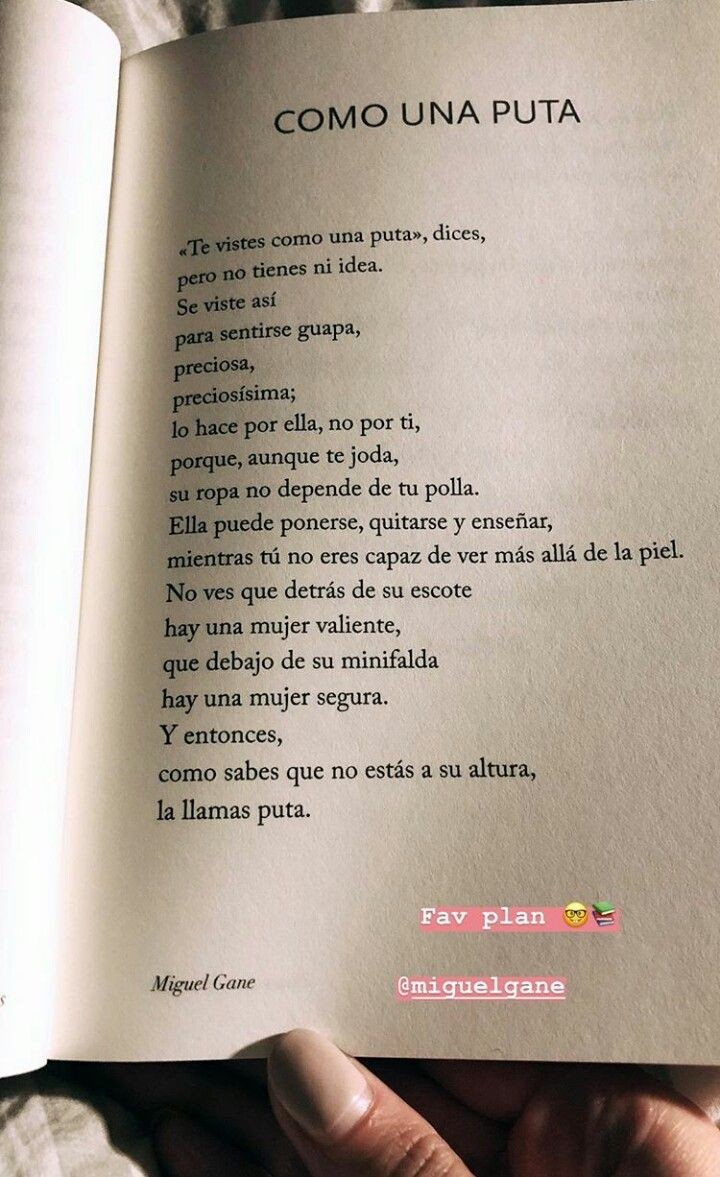 COMO UNA PUTA
«Te vistes como una puta», dices,
pero no tienes ni idea.
Se viste así
para sentirse guapa,
preciosa,
preciosísima;
lo hace por ella, no por ti,
porque, aunque te joda,
su ropa no depende de tu polla.
Ella puede ponerse, quitarse y enseñar,
mientras tú no eres capaz de ver más allá de la piel.
No ves que detrás de su escote
hay una mujer valiente,
que debajo de su minifalda
hay una mujer segura.
Y entonces,
como sabes que no estás a su altura,
la llamas puta.
Fav plan 🤓📚
Miguel Gane
@miguelgane